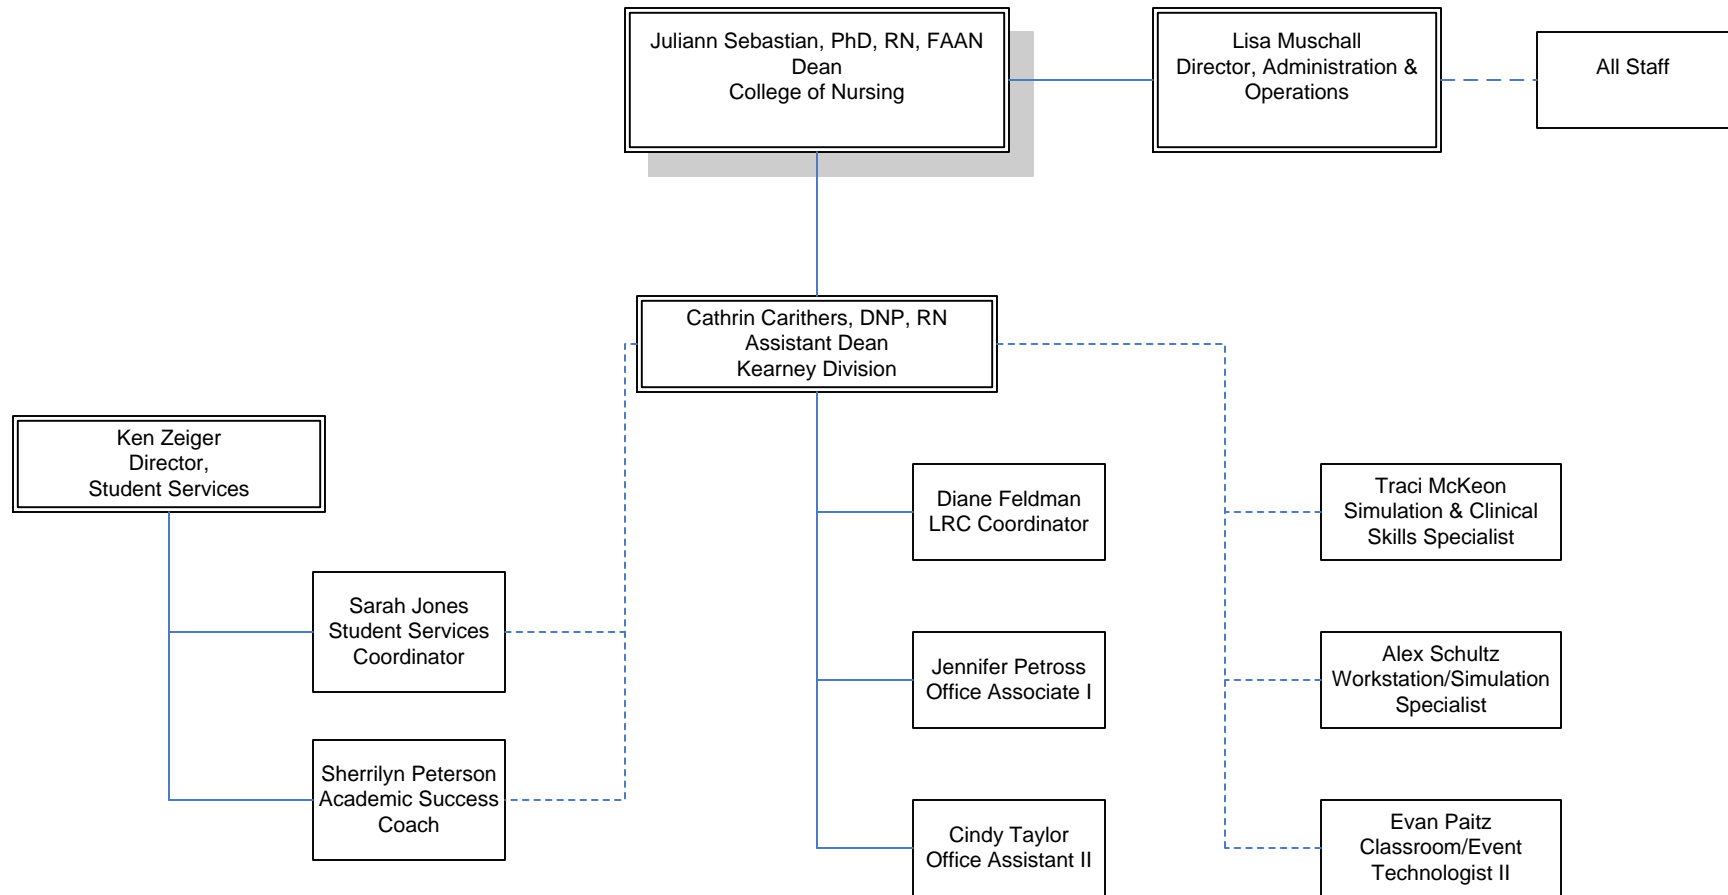 Juliann Sebastian, PhD, RN, FAAN
Dean
College of Nursing
Lisa Muschall
Director, Administration &
Operations
All Staff
Cathrin Carithers, DNP, RN
Assistant Dean
Kearney Division
Ken Zeiger
Director,
Student Services
Sarah Jones
Student Services
Coordinator
Sherrilyn Peterson
Academic Success
Coach
Diane Feldman
LRC Coordinator
Jennifer Petross
Office Associate I
Cindy Taylor
Office Assistant II
Traci McKeon
Simulation & Clinical
Skills Specialist
Alex Schultz
Workstation/Simulation
Specialist
Evan Paitz
Classroom/Event
Technologist II